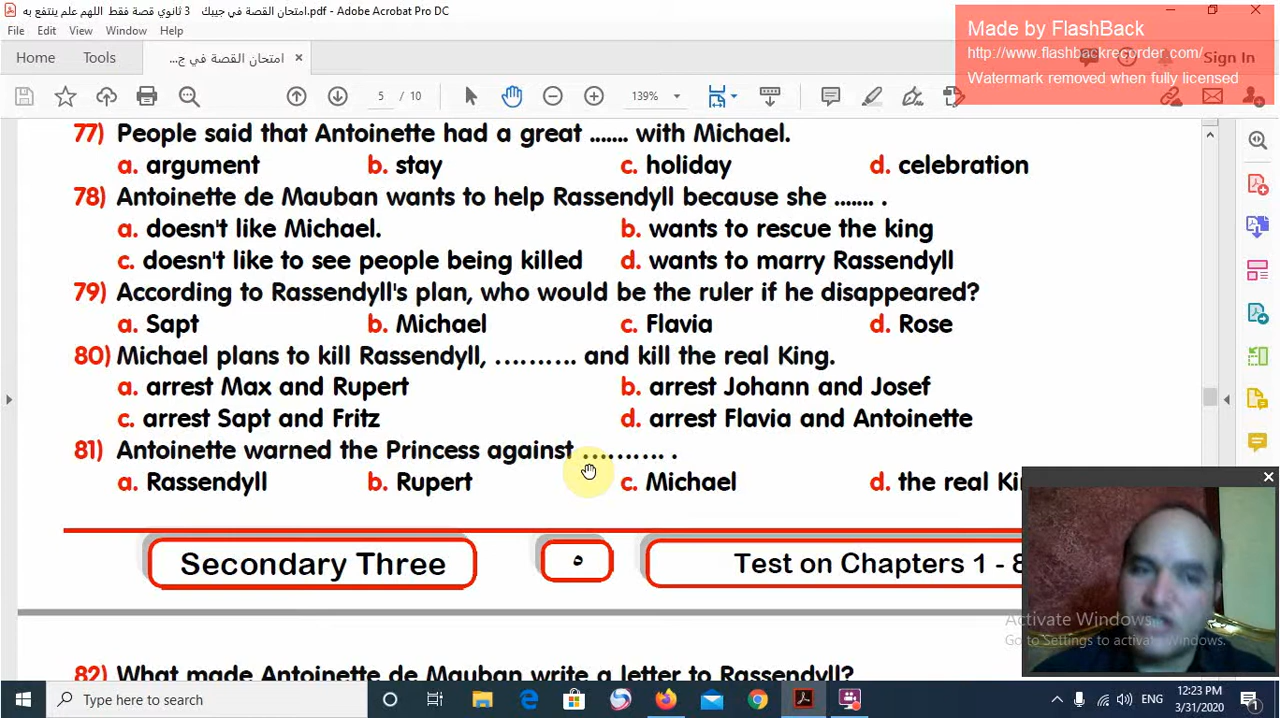 امتحان القصة في جيبك 3 ثانوي قصة فقط اللهم علم ينتفع به.pdf - Adobe Acrobat Pro DC
File Edit View Window Help
Made by FlashBack
http://www.flashbackrecorder.com/
Watermark removed when fully licensed
Home Tools امتحان القصة في ج... × Sign In
5 / 10 139%
77) People said that Antoinette had a great ....... with Michael.
a. argument b. stay c. holiday d. celebration
78) Antoinette de Mauban wants to help Rassendyll because she ....... .
a. doesn't like Michael. b. wants to rescue the king
c. doesn't like to see people being killed d. wants to marry Rassendyll
79) According to Rassendyll's plan, who would be the ruler if he disappeared?
a. Sapt b. Michael c. Flavia d. Rose
80) Michael plans to kill Rassendyll, .......... and kill the real King.
a. arrest Max and Rupert b. arrest Johann and Josef
c. arrest Sapt and Fritz d. arrest Flavia and Antoinette
81) Antoinette warned the Princess against .......... .
a. Rassendyll b. Rupert c. Michael d. the real Ki
Secondary Three ٥ Test on Chapters 1 - 8
Activate Windows
Go to Settings to activate Windows.
82) What made Antoinette de Mauban write a letter to Rassendyll?
Type here to search ENG 12:23 PM
3/31/2020